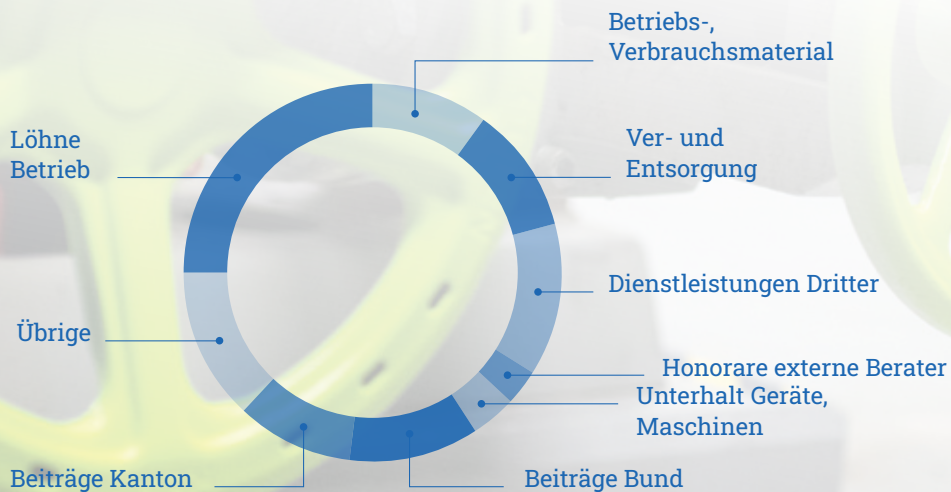 Betriebs-,
Verbrauchsmaterial
Ver- und
Entsorgung
Dienstleistungen Dritter
Honorare externe Berater
Unterhalt Geräte,
Maschinen
Beiträge Bund
Beiträge Kanton
Übrige
Löhne
Betrieb